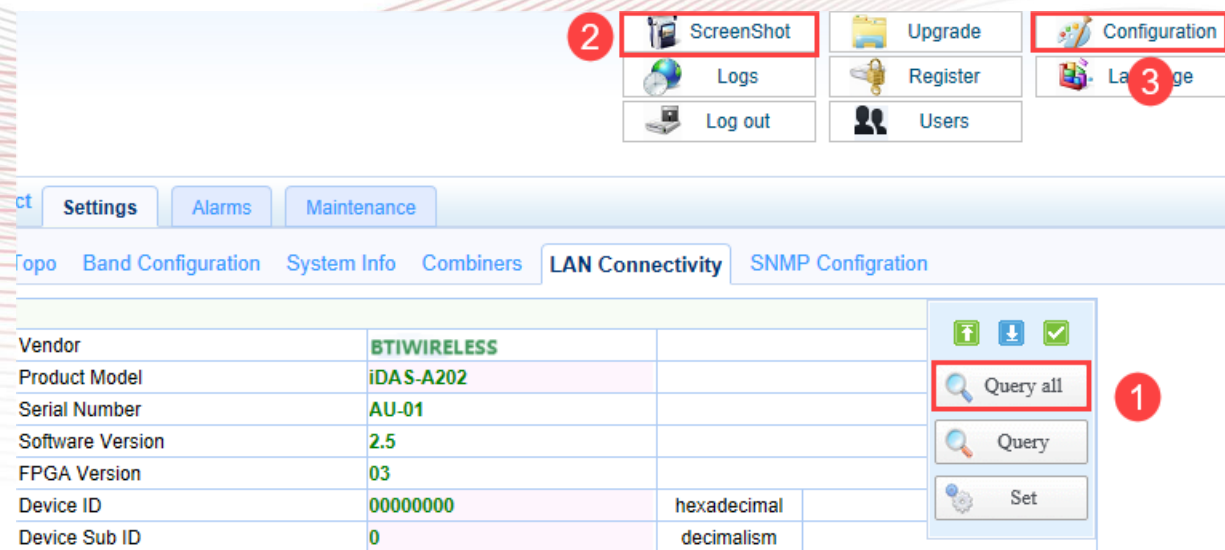 2 ScreenShot Upgrade Configuration
Logs Register 3
Log out Users
ct Settings Alarms Maintenance
Topo Band Configuration System Info Combiners LAN Connectivity SNMP Configration
Vendor BTIWIRELESS
Product Model iDAS-A202
Query all 1
Serial Number AU-01
Software Version 2.5
Query
FPGA Version 03
Device ID 00000000 hexadecimal
Set
Device Sub ID 0 decimalism